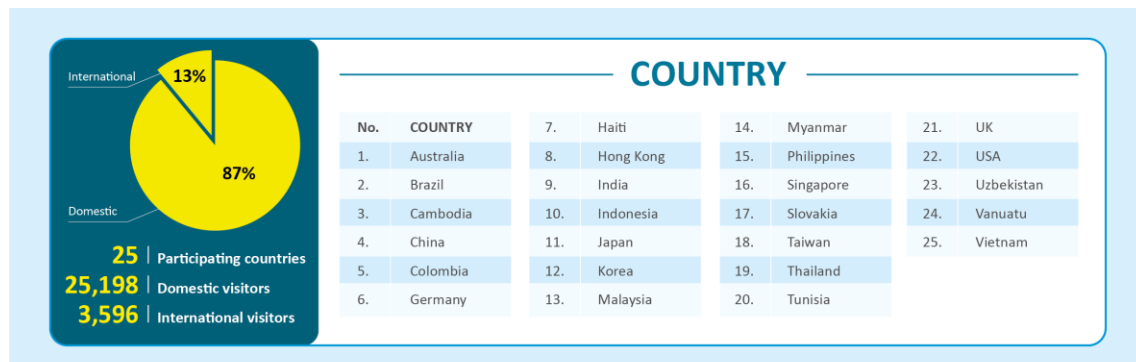 International
13%
87%
Domestic
25 Participating countries
25,198 Domestic visitors
3,596 International visitors
COUNTRY
No. COUNTRY
1. Australia
2. Brazil
3. Cambodia
4. China
5. Colombia
6. Germany
7. Haiti
8. Hong Kong
9. India
10. Indonesia
11. Japan
12. Korea
13. Malaysia
14. Myanmar
15. Philippines
16. Singapore
17. Slovakia
18. Taiwan
19. Thailand
20. Tunisia
21. UK
22. USA
23. Uzbekistan
24. Vanuatu
25. Vietnam